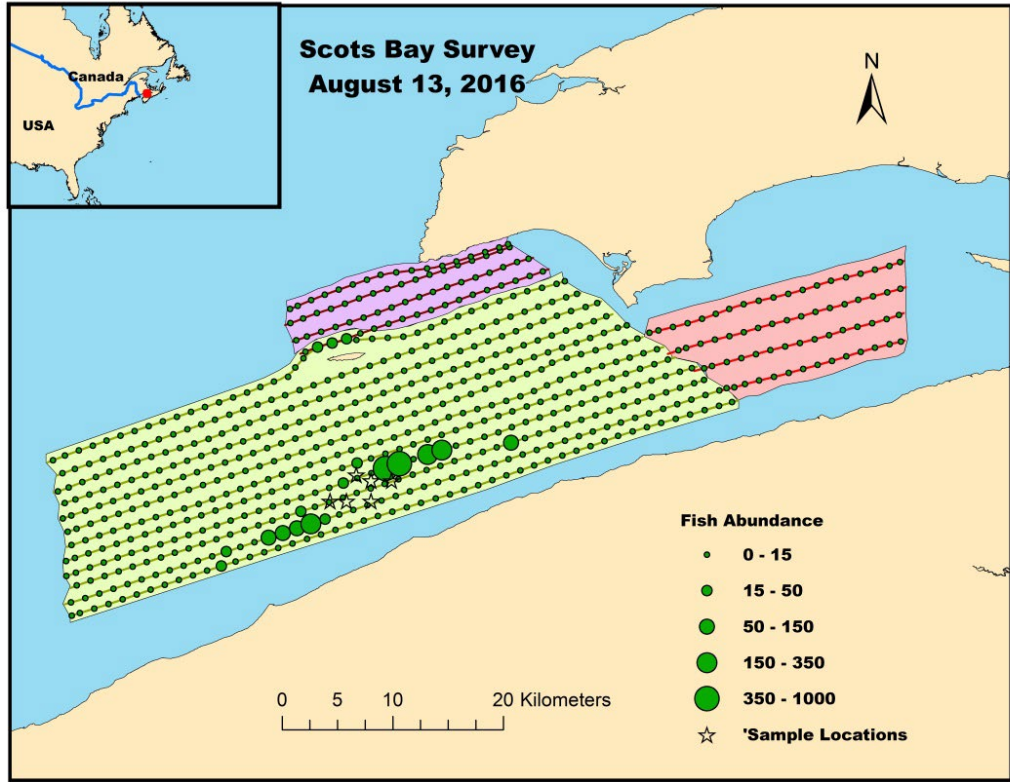 Scots Bay Survey
August 13, 2016
Canada
USA
N
Fish Abundance
0 - 15
15 - 50
50 - 150
150 - 350
350 - 1000
'Sample Locations
0 5 10 20 Kilometers